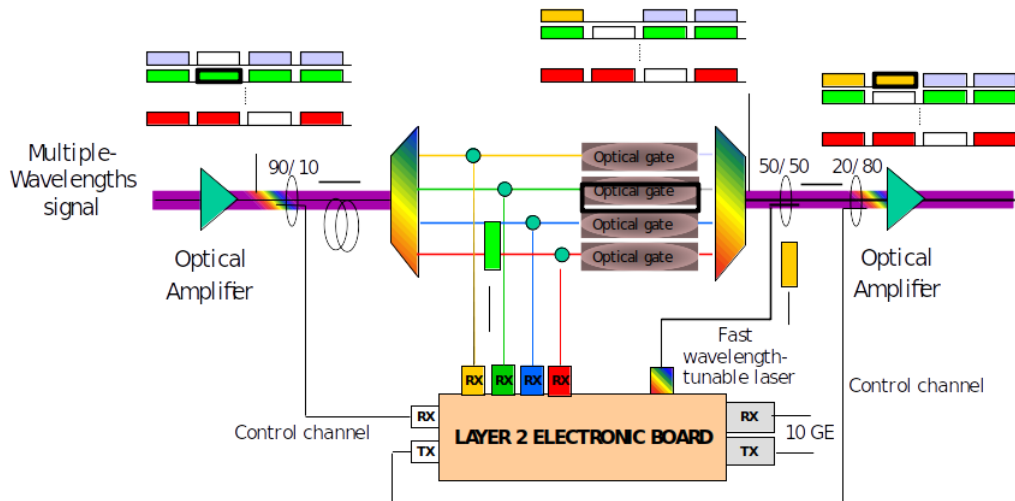 Multiple-
Wavelengths
signal
90/ 10
Optical
Amplifier
Optical gate
Optical gate
Optical gate
Optical gate
50/ 50
20/ 80
Optical
Amplifier
Fast
wavelength-
tunable laser
Control channel
RX
RX
RX
RX
Control channel
RX
TX
LAYER 2 ELECTRONIC BOARD
RX
TX
10 GE